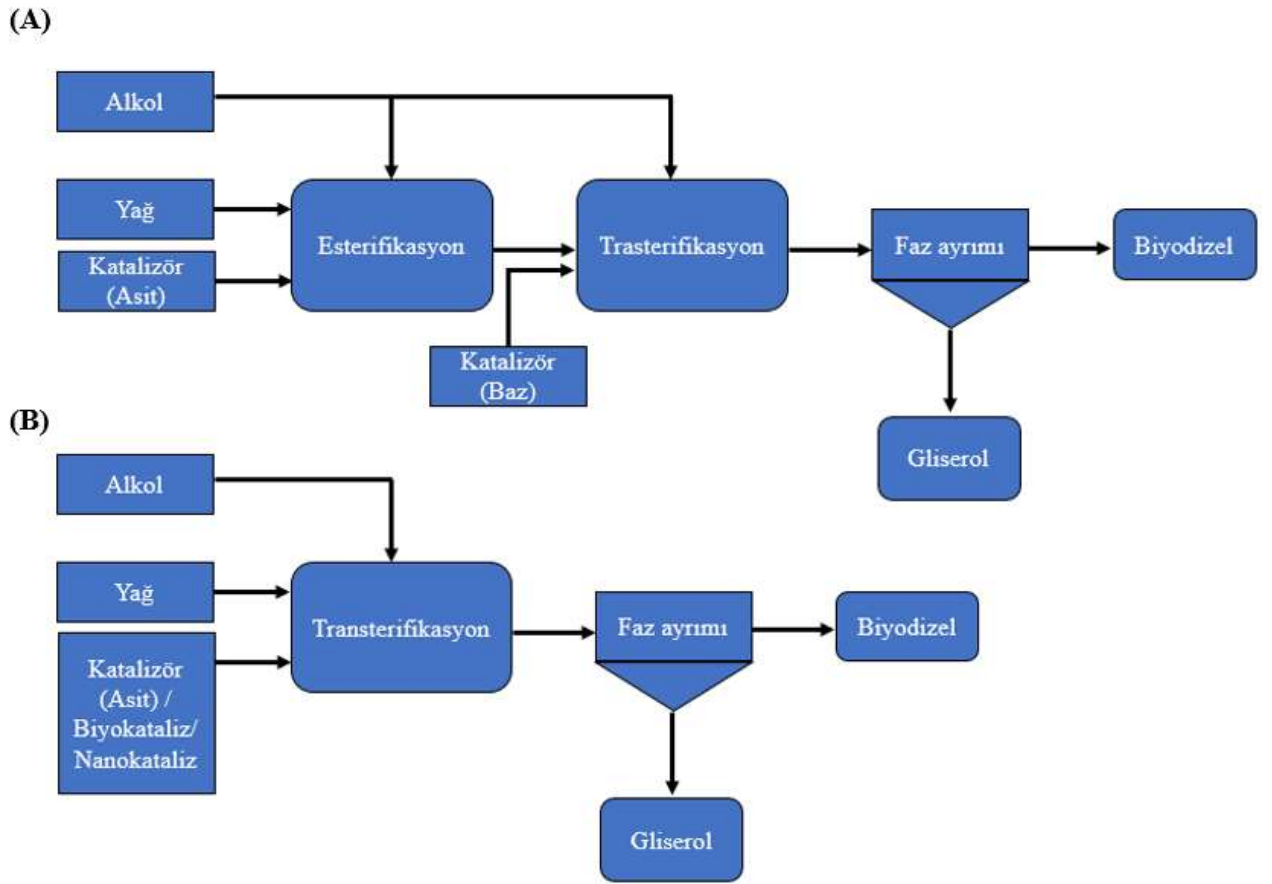 (A)
Alkol
Yağ
Katalizör
(Asit)
Esterifikasyon
Trasterifikasyon
Katalizör
(Baz)
Faz ayrımı
Biyodizel
Gliserol
(B)
Alkol
Yağ
Katalizör
(Asit) /
Biyokataliz/
Nanokataliz
Transterifikasyon
Faz ayrımı
Biyodizel
Gliserol